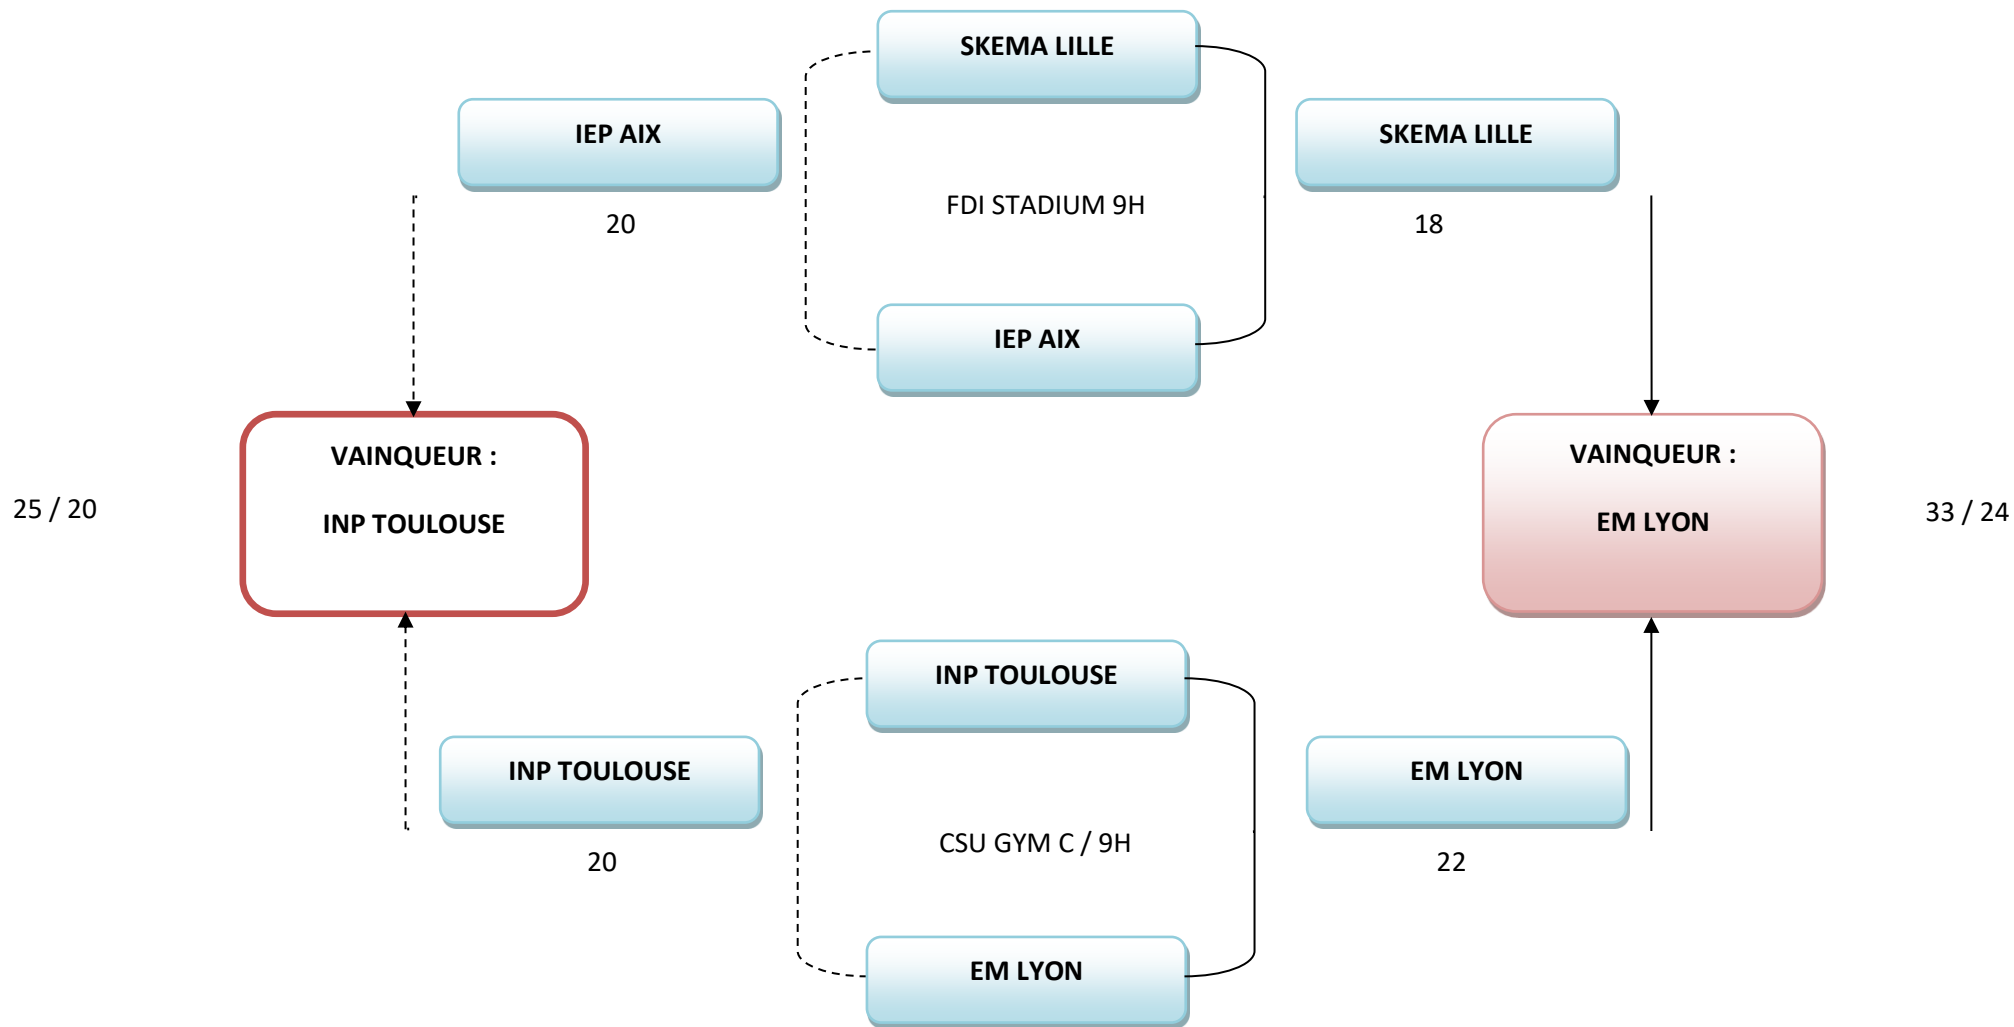 SKEMA LILLE
IEP AIX
SKEMA LILLE
FDI STADIUM 9H
20
18
IEP AIX
VAINQUEUR :
INP TOULOUSE
25 / 20
VAINQUEUR :
EM LYON
33 / 24
INP TOULOUSE
INP TOULOUSE
EM LYON
CSU GYM C / 9H
20
22
EM LYON